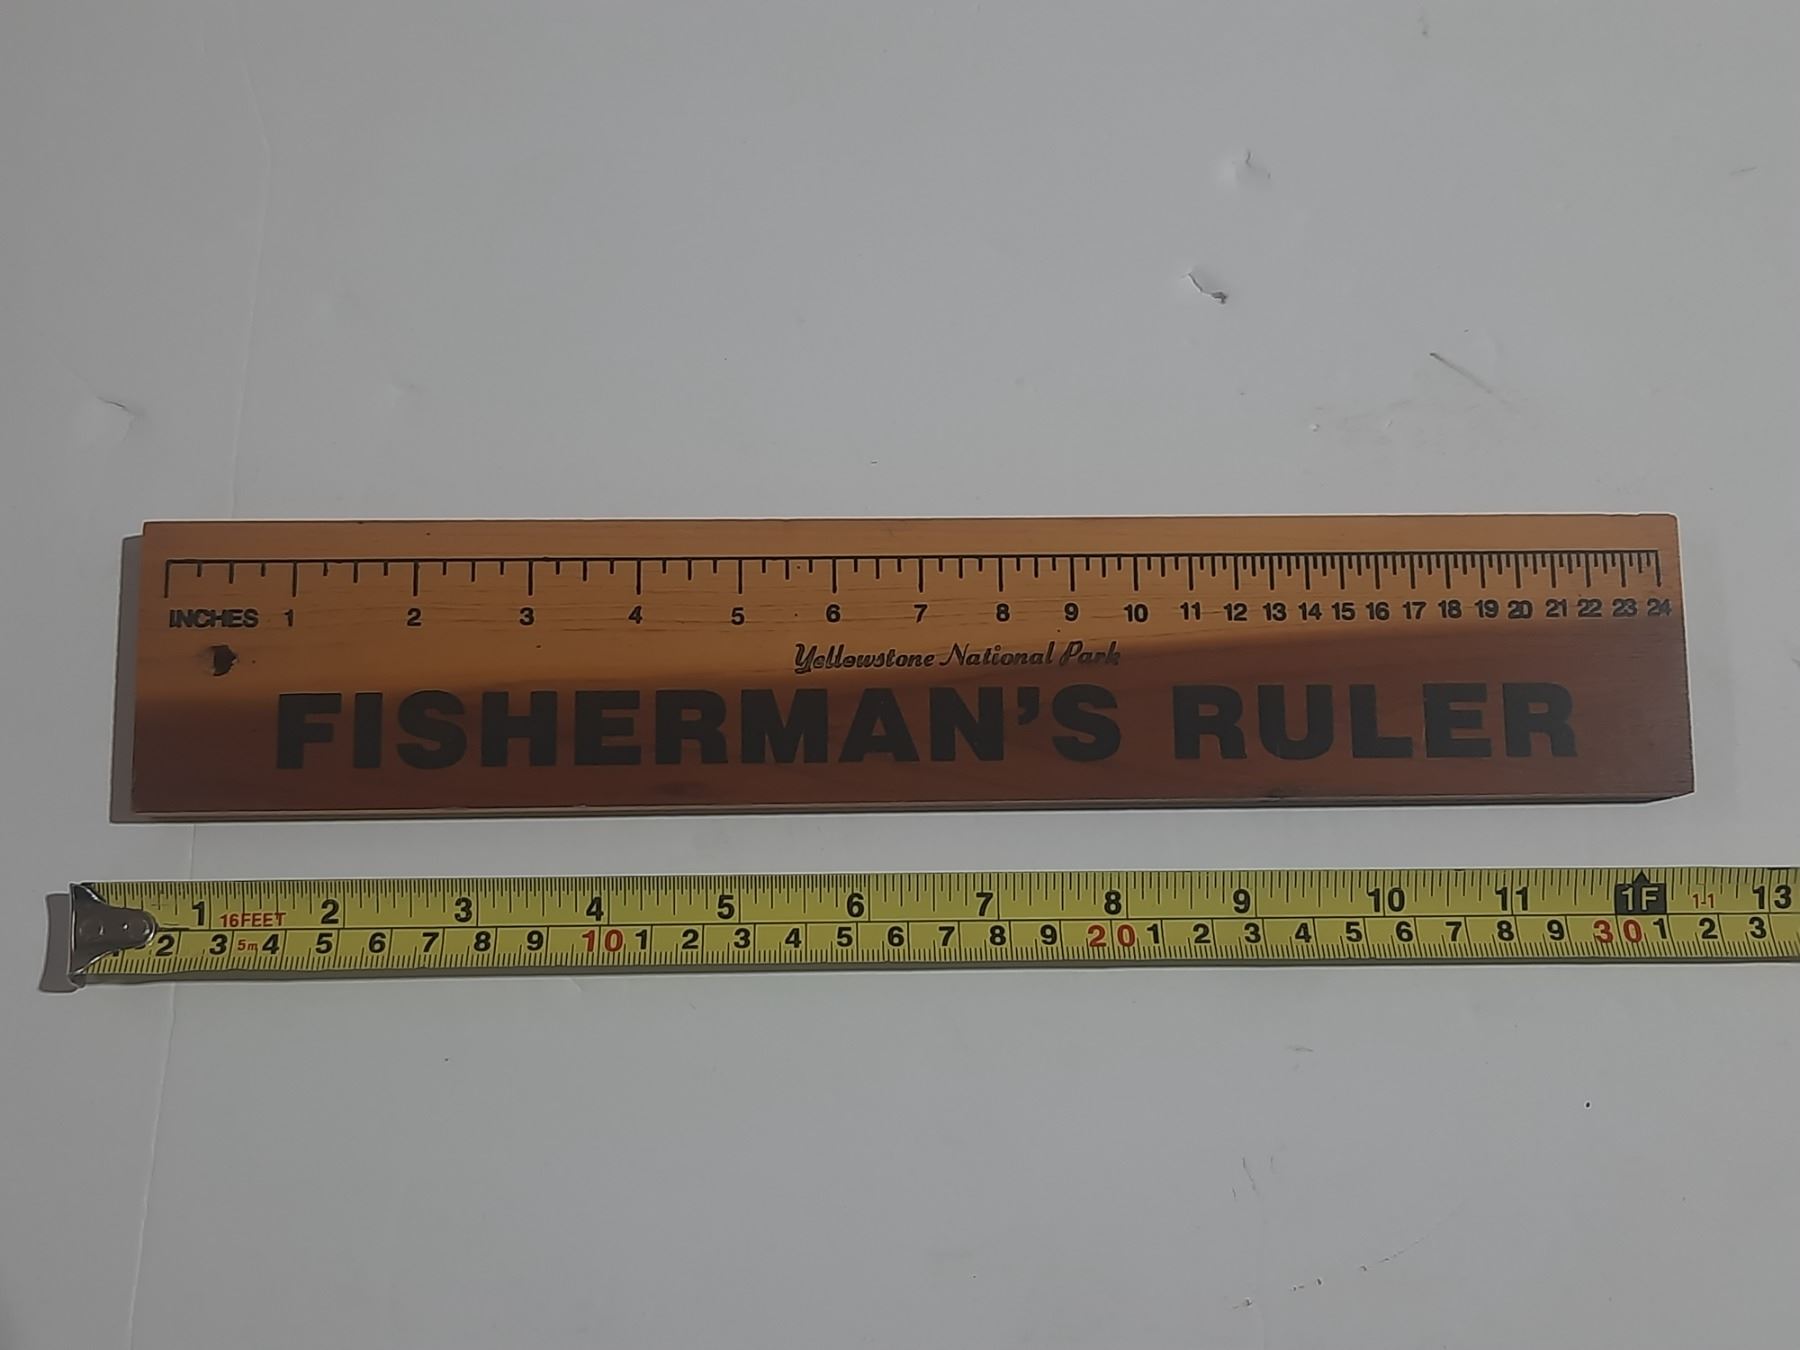 INCHES 1 2 3 4 5 6 7 8 9 10 11 12 13 14 15 16 17 18 19 20 21 22 23 24
Yellowstone National Park
FISHERMAN'S RULER
1 16FEET 2 3 4 5 6 7 8 9 10 11 1F 1-1 13
1 2 3 5m 4 5 6 7 8 9 10 1 2 3 4 5 6 7 8 9 20 1 2 3 4 5 6 7 8 9 30 1 2 3